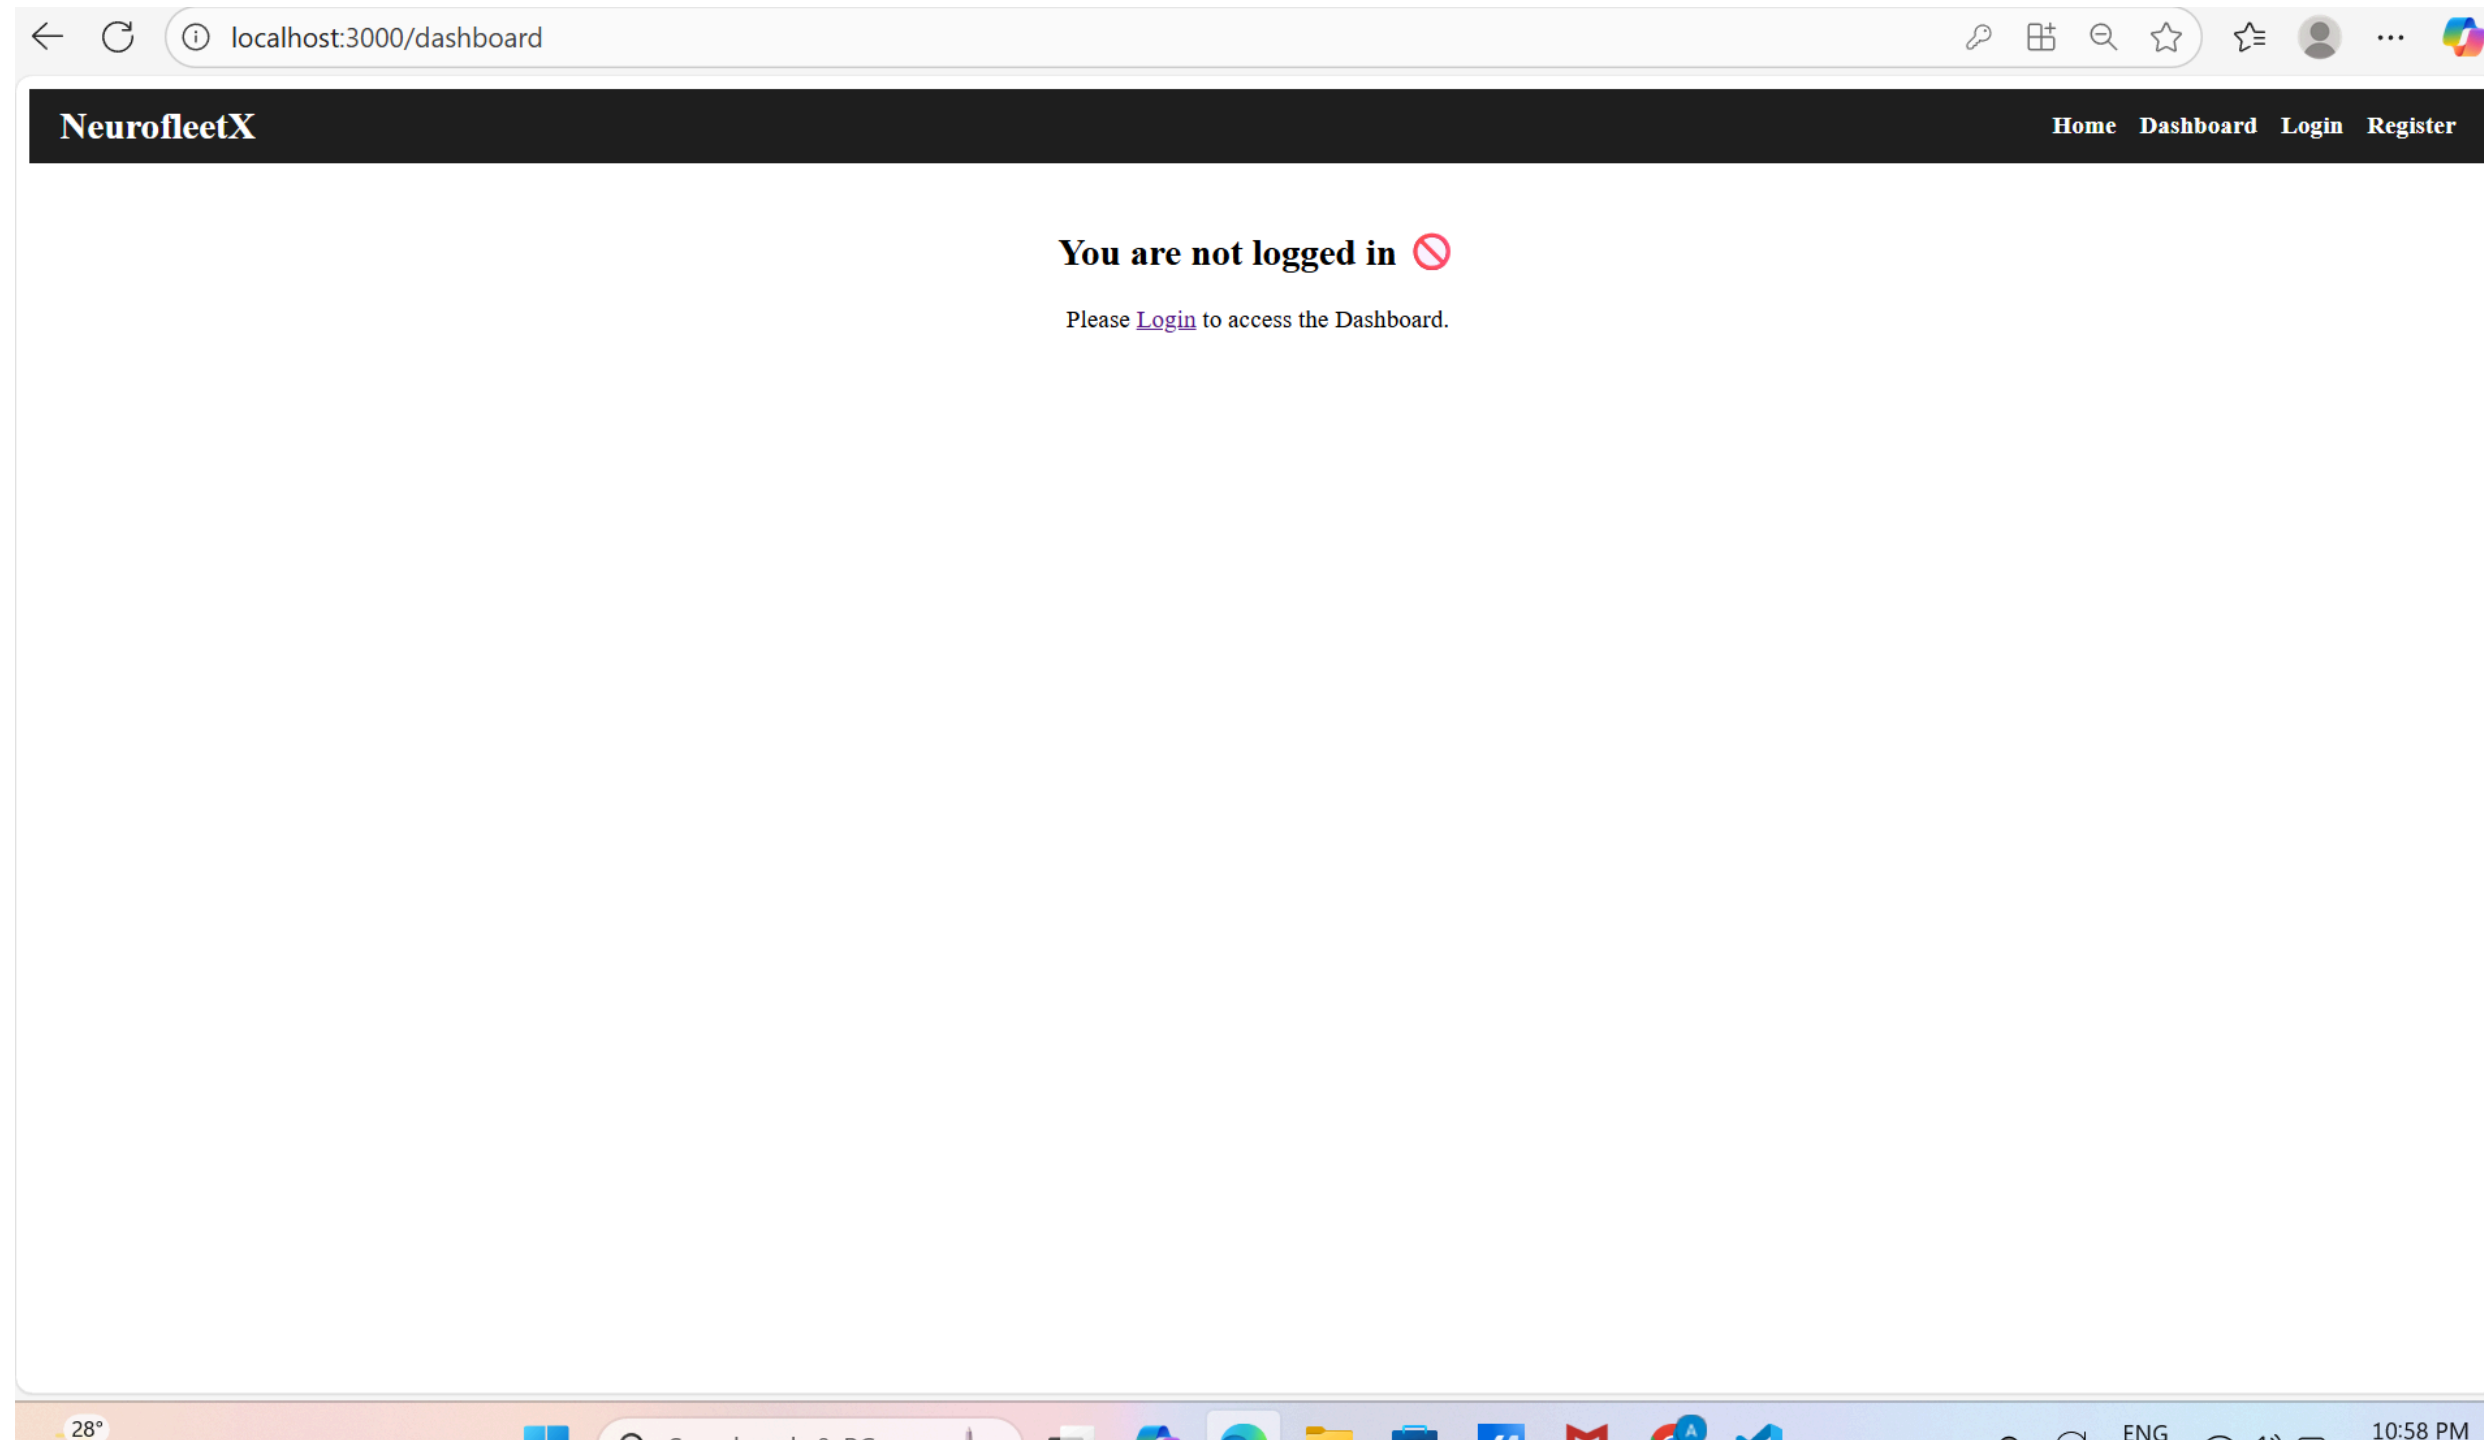 localhost:3000/dashboard
NeurofleetX
Home Dashboard Login Register
You are not logged in 🚫
Please Login to access the Dashboard.
28°
ENG
10:58 PM